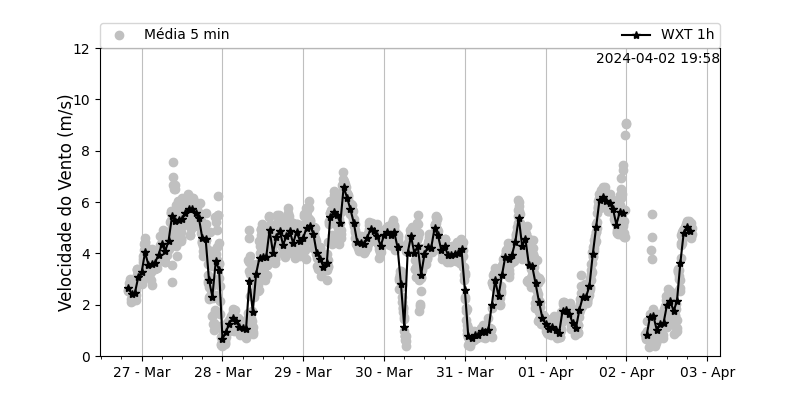 Média 5 min
WXT 1h
2024-04-02 19:58
Velocidade do Vento (m/s)
12
10
8
6
4
2
0
27 - Mar
28 - Mar
29 - Mar
30 - Mar
31 - Mar
01 - Apr
02 - Apr
03 - Apr